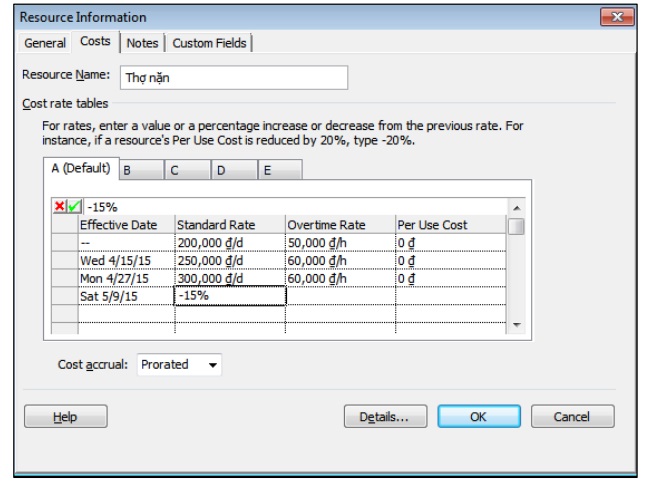 Resource Information
General Costs Notes Custom Fields
Resource Name: Thợ nặn
Cost rate tables
For rates, enter a value or a percentage increase or decrease from the previous rate. For
instance, if a resource's Per Use Cost is reduced by 20%, type -20%.
A (Default) B C D E
-15%
Effective Date Standard Rate Overtime Rate Per Use Cost
-- 200,000 ₫/d 50,000 ₫/h 0 ₫
Wed 4/15/15 250,000 ₫/d 60,000 ₫/h 0 ₫
Mon 4/27/15 300,000 ₫/d 60,000 ₫/h 0 ₫
Sat 5/9/15 -15%
Cost accrual: Prorated
Help Details... OK Cancel